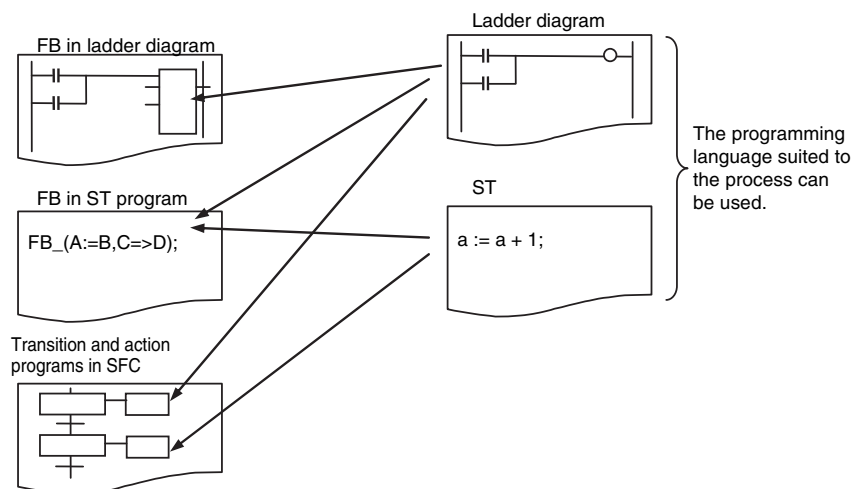 FB in ladder diagram
Ladder diagram
The programming
language suited to
the process can
be used.
FB in ST program
FB_(A:=B,C=>D);
ST
a := a + 1;
Transition and action
programs in SFC